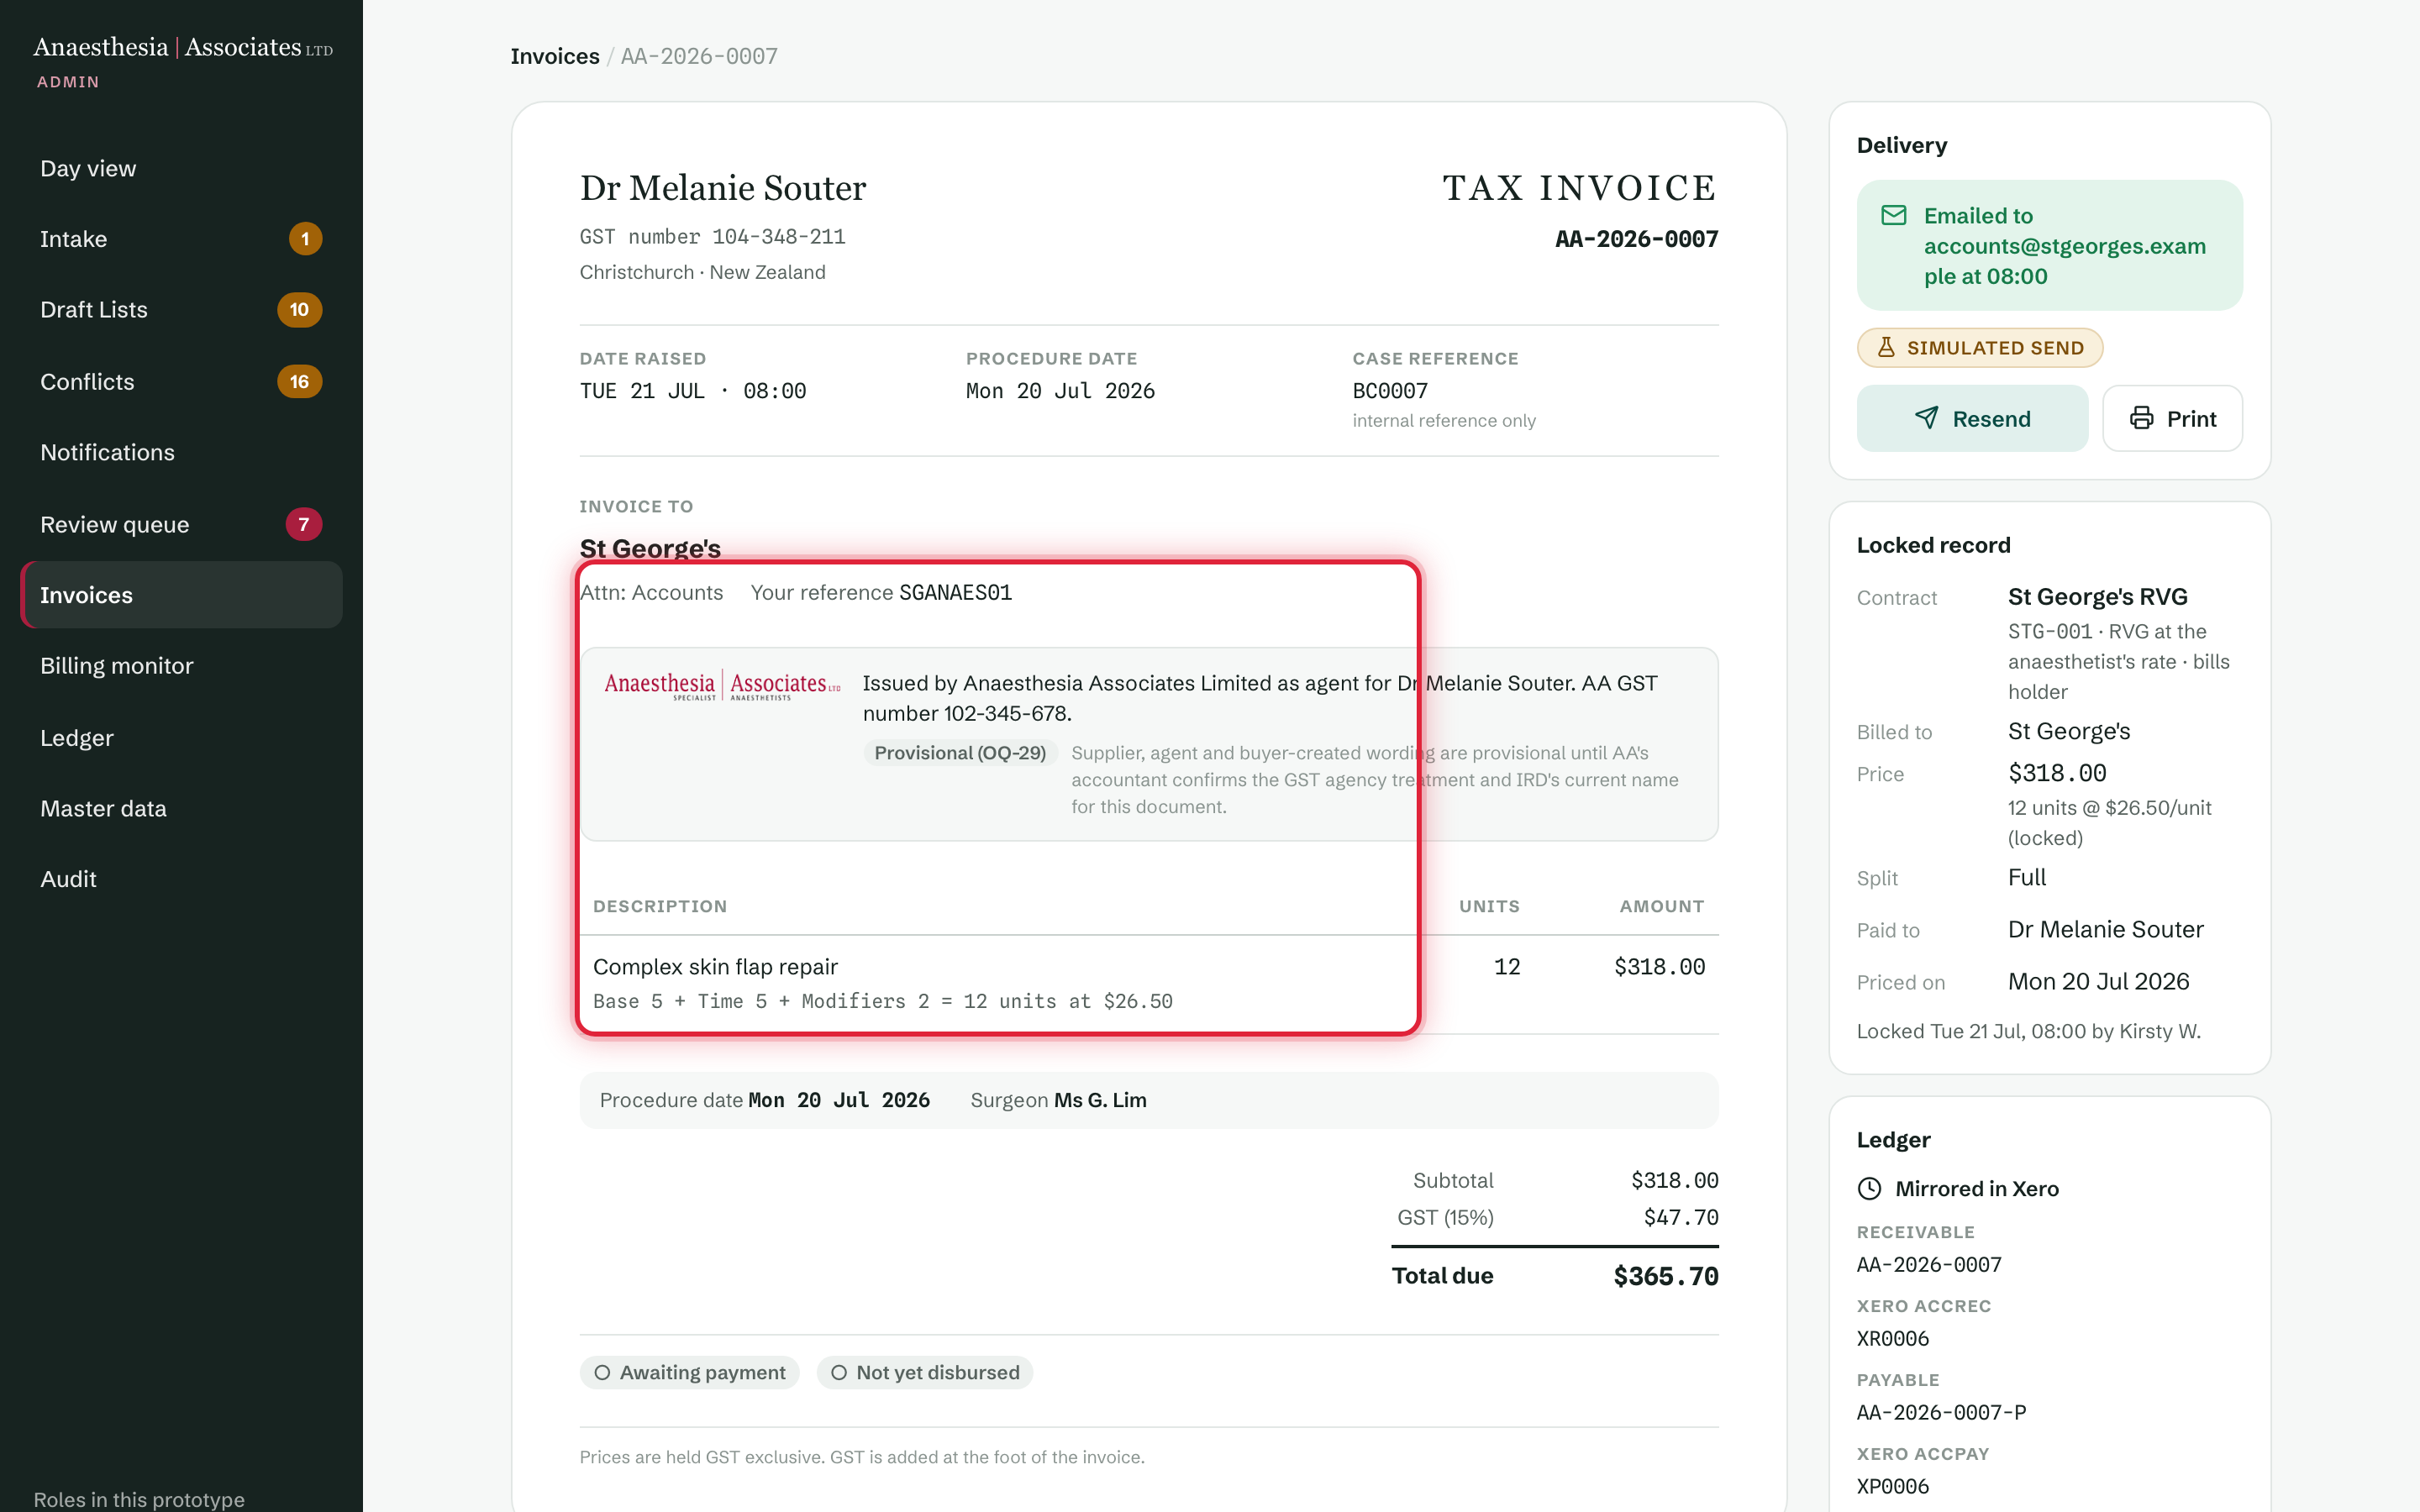 Anaesthesia | Associates LTD
ADMIN
Day view
Intake 1
Draft Lists 10
Conflicts 16
Notifications
Review queue 7
Invoices
Billing monitor
Ledger
Master data
Audit
Roles in this prototype
Invoices / AA-2026-0007
Dr Melanie Souter
GST number 104-348-211
Christchurch · New Zealand
TAX INVOICE
AA-2026-0007
DATE RAISED
TUE 21 JUL · 08:00
PROCEDURE DATE
Mon 20 Jul 2026
CASE REFERENCE
BC0007
internal reference only
INVOICE TO
St George's
Attn: Accounts Your reference SGANAES01
Anaesthesia | Associates LTD
SPECIALIST ANAESTHETISTS
Issued by Anaesthesia Associates Limited as agent for Dr Melanie Souter. AA GST
number 102-345-678.
Provisional (OQ-29)
Supplier, agent and buyer-created wording are provisional until AA's
accountant confirms the GST agency treatment and IRD's current name
for this document.
DESCRIPTION UNITS AMOUNT
Complex skin flap repair 12 $318.00
Base 5 + Time 5 + Modifiers 2 = 12 units at $26.50
Procedure date Mon 20 Jul 2026 Surgeon Ms G. Lim
Subtotal $318.00
GST (15%) $47.70
Total due $365.70
Awaiting payment Not yet disbursed
Prices are held GST exclusive. GST is added at the foot of the invoice.
Delivery
Emailed to
accounts@stgeorges.exam
ple at 08:00
SIMULATED SEND
Resend Print
Locked record
Contract St George's RVG
STG-001 · RVG at the
anaesthetist's rate · bills
holder
Billed to St George's
Price $318.00
12 units @ $26.50/unit
(locked)
Split Full
Paid to Dr Melanie Souter
Priced on Mon 20 Jul 2026
Locked Tue 21 Jul, 08:00 by Kirsty W.
Ledger
Mirrored in Xero
RECEIVABLE
AA-2026-0007
XERO ACCREC
XR0006
PAYABLE
AA-2026-0007-P
XERO ACCPAY
XP0006